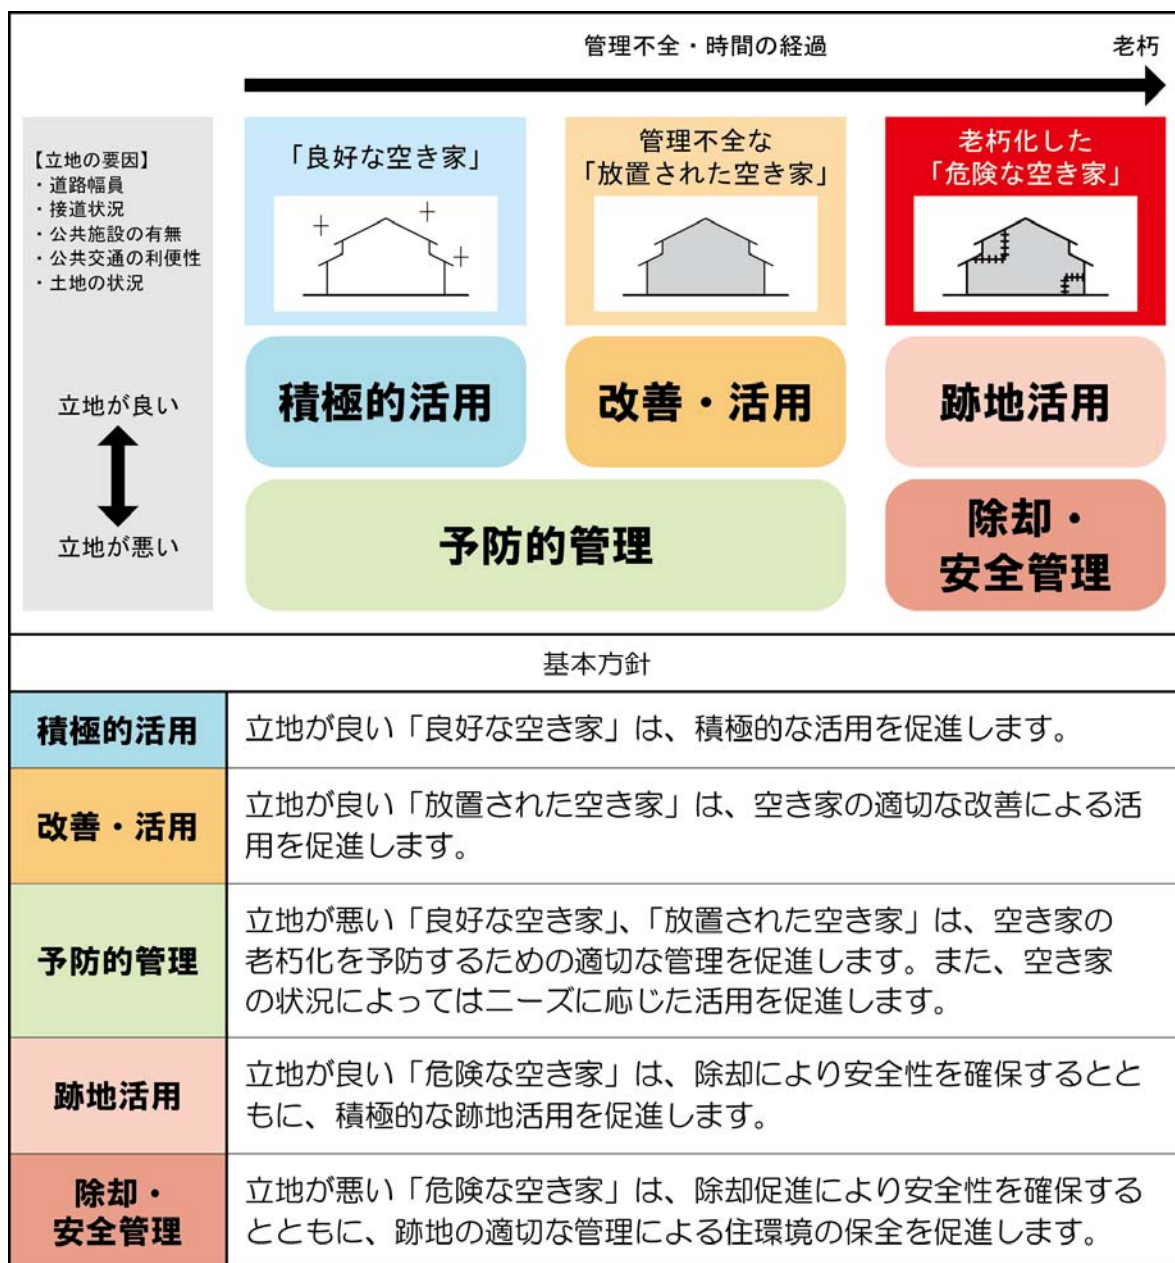 管理不全・時間の経過
老朽
【立地の要因】
・道路幅員
・接道状況
・公共施設の有無
・公共交通の利便性
・土地の状況
立地が良い
立地が悪い
「良好な空き家」
管理不全な
「放置された空き家」
老朽化した
「危険な空き家」
積極的活用
改善・活用
跡地活用
予防的管理
除却・
安全管理
基本方針
積極的活用
立地が良い「良好な空き家」は、積極的な活用を促進します。
改善・活用
立地が良い「放置された空き家」は、空き家の適切な改善による活
用を促進します。
予防的管理
立地が悪い「良好な空き家」、「放置された空き家」は、空き家の
老朽化を予防するための適切な管理を促進します。また、空き家
の状況によってはニーズに応じた活用を促進します。
跡地活用
立地が良い「危険な空き家」は、除却により安全性を確保するとと
もに、積極的な跡地活用を促進します。
除却・
安全管理
立地が悪い「危険な空き家」は、除却促進により安全性を確保する
とともに、跡地の適切な管理による住環境の保全を促進します。